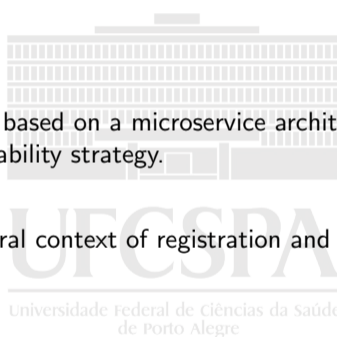 based on a microservice archit
ability strategy.
ral context of registration and
UFCSPA
Universidade Federal de Ciências da Saúde
de Porto Alegre